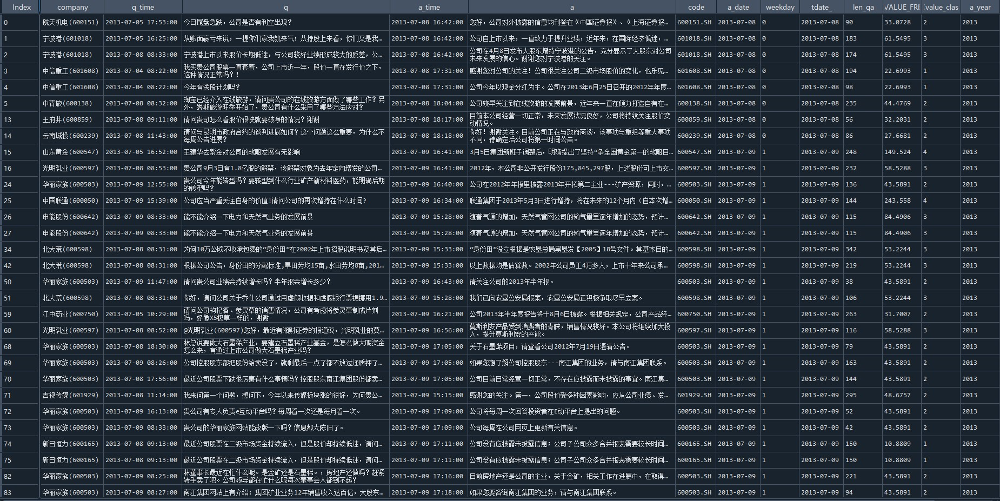 Index company q_time q a_time a code a_date weekday tdate_ len_qa VALUE_FRE value_clas a_year
0 航天机电(600151) 2013-07-05 17:53:00 今日尾盘急跌，公司是否有利空出现？ 2013-07-08 16:42:00 您好，公司对外披露的信息均刊登在《中国证券报》、《上海证券报… 600151.SH 2013-07-08 0 2013-07-08 90 33.0728 2 2013
1 宁波港(601018) 2013-07-05 16:25:00 从账面赢亏来说，一提你们家我就来气；从持股上来看，你们又是我… 2013-07-08 16:42:00 公司自上市以来，一直致力于提升业绩，近年来，在国际经济低迷，… 601018.SH 2013-07-08 0 2013-07-08 183 61.5495 3 2013
2 宁波港(601018) 2013-07-08 08:33:00 宁波港上市以来股价长期低迷，与公司较好业绩形成较大的反差，公… 2013-07-08 16:42:00 公司在4月8日发布大股东增持宁波港的公告，充分显示了大股东对公司
未来发展的信心。谢谢您对宁波港的关注。 601018.SH 2013-07-08 0 2013-07-08 174 61.5495 3 2013
3 中信重工(601608) 2013-07-04 08:22:00 我买贵公司股票一直套着，公司上市近一年，股价一直在发行价之下，
这种情况正常吗？！ 2013-07-08 17:31:00 感谢您对公司的关注！公司很关注公司二级市场股价的变化，也乐见… 601608.SH 2013-07-08 0 2013-07-08 194 22.6993 1 2013
4 中信重工(601608) 2013-07-04 08:22:00 今年有送股计划吗？ 2013-07-08 17:31:00 公司今年以现金分红为主。公司在2013年6月25日召开的2012年年度… 601608.SH 2013-07-08 0 2013-07-08 98 22.6993 1 2013
5 中青旅(600138) 2013-07-08 08:32:00 淘宝已经介入在线旅游，请问贵公司的在线旅游方面做了哪些工作？另
外，暑期旅游旺季开始了，贵公司有什么采用了哪些方法应对？ 2013-07-08 18:04:00 公司较早关注到在线旅游的发展前景，近年来一直在倾力打造自有在… 600138.SH 2013-07-08 0 2013-07-08 235 44.4769 2 2013
13 王府井(600859) 2013-07-08 09:11:00 请问贵司怎么看股价很快就要破净的情况？谢谢 2013-07-08 18:17:00 目前本公司经营一切正常，未来发展状况良好，公司将持续关注股价变
动情况。 600859.SH 2013-07-08 0 2013-07-08 56 32.2031 2 2013
14 云南城投(600239) 2013-07-08 11:43:00 请问与昆明市政府合约的谈判进展如何？这个问题这么重要，为什么不
每周公告进展？ 2013-07-08 18:18:00 你好！谢谢关注。目前公司正在与政府商谈，该事项与重组等重大事项
不同，待确定后公司将第一时间公告。 600239.SH 2013-07-08 0 2013-07-08 86 27.6681 2 2013
15 山东黄金(600547) 2013-07-05 16:52:00 王建华去紫金对公司的战略发展有无影响 2013-07-09 16:41:00 3月5日集团新班子调整后，明确提出了坚持“争全国黄金第一的战略目… 600547.SH 2013-07-09 1 2013-07-09 248 149.524 4 2013
16 光明乳业(600597) 2013-07-08 08:53:00 贵公司9月3日有1.8亿股的解禁，该解禁对象为去年定向增发的公司… 2013-07-09 16:41:00 2012年，本公司非公开发行股份175,845,297股，上述股份可上市交… 600597.SH 2013-07-09 1 2013-07-09 232 58.5288 3 2013
24 华丽家族(600503) 2013-07-09 12:55:00 贵公司今年能转型吗？要转型到什么行业矿产新材料医药，能明确后期
的转型吗？ 2013-07-09 16:40:00 公司在2012年年报里披露2013年开拓第二主业---矿产资源，同时，… 600503.SH 2013-07-09 1 2013-07-09 136 43.5891 2 2013
25 中国联通(600050) 2013-07-09 15:39:00 公司应当严重关注自身的价值!请问公司的再次增持在什么时间? 2013-07-09 16:34:00 联通集团于2013年5月3日进行增持，将在未来的12个月内（自本次增… 600050.SH 2013-07-09 1 2013-07-09 144 243.558 4 2013
26 申能股份(600642) 2013-07-09 08:33:00 能不能介绍一下电力和天然气业务的发展前景 2013-07-09 15:28:00 随着气源的增加，天然气管网公司的输气量呈逐年增加的态势，预计… 600642.SH 2013-07-09 1 2013-07-09 115 84.4906 3 2013
27 申能股份(600642) 2013-07-09 08:33:00 能不能介绍一下电力和天然气业务的发展前景 2013-07-09 15:28:00 随着气源的增加，天然气管网公司的输气量呈逐年增加的态势，预计… 600642.SH 2013-07-09 1 2013-07-09 115 84.4906 3 2013
34 北大荒(600598) 2013-07-08 08:31:00 为何10万公顷不收承包费的“身份田”在2002年上市招股说明书及其后… 2013-07-09 15:33:00 “身份田”设立根据是农垦总局黑垦发【2005】18号文件。其基本目的… 600598.SH 2013-07-09 1 2013-07-09 342 53.2244 3 2013
42 北大荒(600598) 2013-07-08 08:31:00 根据公司公告，身份田的分配标准,旱田劳均15亩,水田劳均8亩,201… 2013-07-09 15:33:00 以上数据均是估算数。2002年公司员工4万多人，上市十年来公司承… 600598.SH 2013-07-09 1 2013-07-09 219 53.2244 3 2013
50 华丽家族(600503) 2013-07-09 11:47:00 请问贵公司业绩会持续增长吗？半年报会增长多少？ 2013-07-09 16:43:00 请关注公司的2013年半年报。 600503.SH 2013-07-09 1 2013-07-09 38 43.5891 2 2013
51 北大荒(600598) 2013-07-08 08:31:00 你好，请问公司关于乔仕公司通过用虚假收据和虚假银行票据挪用1.9… 2013-07-09 15:28:00 我们已向农垦公安局报案，农垦公安局正积极争取尽早立案。 600598.SH 2013-07-09 1 2013-07-09 106 53.2244 3 2013
59 江中药业(600750) 2013-07-05 10:29:00 请问公司枸杞酒、参灵草的销售情况，公司有考虑将参灵草制成片剂
吗，好像X5极草一样的，谢谢 2013-07-09 16:21:00 公司2013年半年度报告将于8月6日披露。根据相关规定，公司产品经… 600750.SH 2013-07-09 1 2013-07-09 263 31.7007 2 2013
60 光明乳业(600597) 2013-07-08 08:52:00 @光明乳业(600597)您好，最近有湘财证券的报道说，光明乳业的莫… 2013-07-09 16:56:00 莫斯利安产品受到消费者的青睐，销售情况较好。本公司将继续加大投
入，提升莫斯利安的产能。 600597.SH 2013-07-09 1 2013-07-09 116 58.5288 3 2013
68 华丽家族(600503) 2013-07-08 18:30:00 林总说要做大石墨稀产业，要建立石墨稀产业基金，是怎么做大呢资金
怎么来，有通过上市公司做大石墨稀产业吗？ 2013-07-09 17:05:00 关于石墨烯项目，请查看公司2012年7月19日澄清公告。 600503.SH 2013-07-09 1 2013-07-09 79 43.5891 2 2013
69 华丽家族(600503) 2013-07-09 08:26:00 公司控股股东都把股份给卖没了，就剩最后一点了都不放过还质押了… 2013-07-09 17:05:00 如果您想了解公司控股股东---南江集团的业务，请与南江集团联系。 600503.SH 2013-07-09 1 2013-07-09 163 43.5891 2 2013
70 华丽家族(600503) 2013-07-08 17:56:00 最近公司股票下跌很厉害有什么事情吗？控股股东南江集团股份都卖… 2013-07-09 17:05:00 公司目前日常经营一切正常，不存在应披露而未披露的事宜。南江集… 600503.SH 2013-07-09 1 2013-07-09 144 43.5891 2 2013
71 吉视传媒(601929) 2013-07-08 11:14:00 我来问第一个问题，想问下，今年以来传媒板块涨的很好，为何贵公… 2013-07-09 15:15:00 感谢您的关注。第一，公司股价受多种因素影响，应从公司业绩、发… 601929.SH 2013-07-09 1 2013-07-09 295 48.6757 2 2013
72 华丽家族(600503) 2013-07-09 16:13:00 贵公司有专人负责e互动平台吗？每周看一次还是每月看一次。 2013-07-09 17:09:00 公司将每周一次回答投资者在E动平台上提出的问题。 600503.SH 2013-07-09 1 2013-07-09 52 43.5891 2 2013
73 华丽家族(600503) 2013-07-09 08:33:00 贵公司的华丽家族网站能改版一下吗？信息都太陈旧了。 2013-07-09 17:09:00 公司每周在公司网页上更新有关信息。 600503.SH 2013-07-09 1 2013-07-09 42 43.5891 2 2013
74 新日恒力(600165) 2013-07-08 09:13:00 最近公司股票在二级市场资金持续流入，但是股价却持续低迷，请问… 2013-07-09 17:11:00 公司没有应披露未披露信息；公司子公司众多合并报表需要较长时间… 600165.SH 2013-07-09 1 2013-07-09 150 10.8809 1 2013
75 新日恒力(600165) 2013-07-08 09:13:00 最近公司股票在二级市场资金持续流入，但是股价却持续低迷，请问… 2013-07-09 17:11:00 公司没有应披露未披露信息；公司子公司众多合并报表需要较长时间… 600165.SH 2013-07-09 1 2013-07-09 150 10.8809 1 2013
82 华丽家族(600503) 2013-07-09 08:25:00 林董事长最近在忙什么呢。是金矿还是石墨稀。，房地产还做吗？赶紧
转手卖了吧。公司领导都在忙什么呢每次董事会人都到不起？ 2013-07-09 17:16:00 目前房地产还是公司的主业，关于金矿，相关工作在进展中，在取得… 600503.SH 2013-07-09 1 2013-07-09 221 43.5891 2 2013
83 华丽家族(600503) 2013-07-09 08:27:00 南江集团网站上有介绍：集团矿业业务12年销售收入达百亿，大股东… 2013-07-09 17:18:00 如果您要咨询南江集团的业务，请与南江集团联系。 600503.SH 2013-07-09 1 2013-07-09 94 43.5891 2 2013